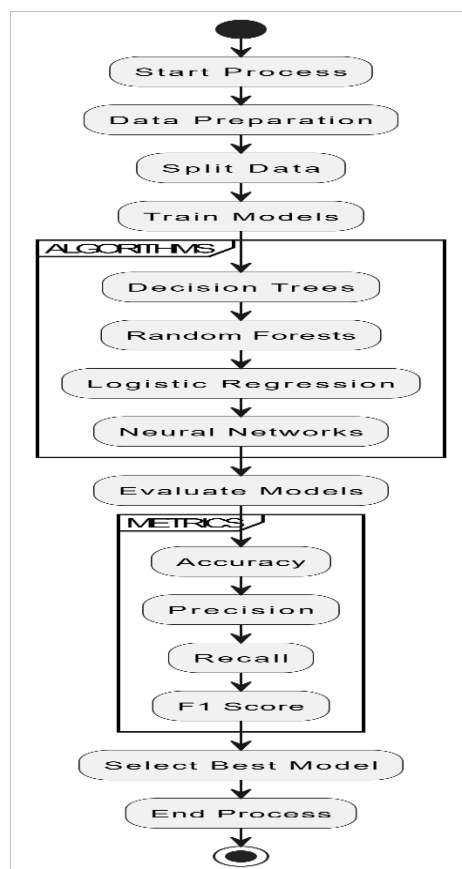 Start Process
Data Preparation
Split Data
Train Models
ALGORITHMS
Decision Trees
Random Forests
Logistic Regression
Neural Networks
Evaluate Models
METRICS
Accuracy
Precision
Recall
F1 Score
Select Best Model
End Process